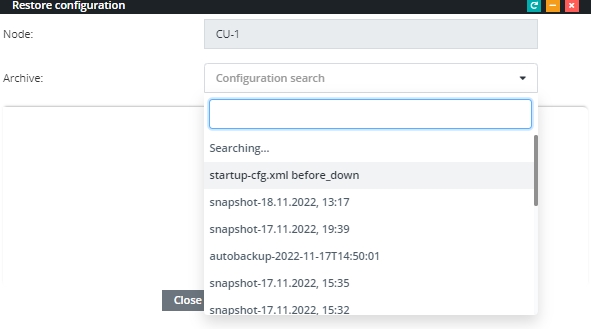 Restore configuration
Node: CU-1
Archive: Configuration search
Searching...
startup-cfg.xml before_down
snapshot-18.11.2022, 13:17
snapshot-17.11.2022, 19:39
autobackup-2022-11-17T14:50:01
snapshot-17.11.2022, 15:35
snapshot-17.11.2022, 15:32
Close